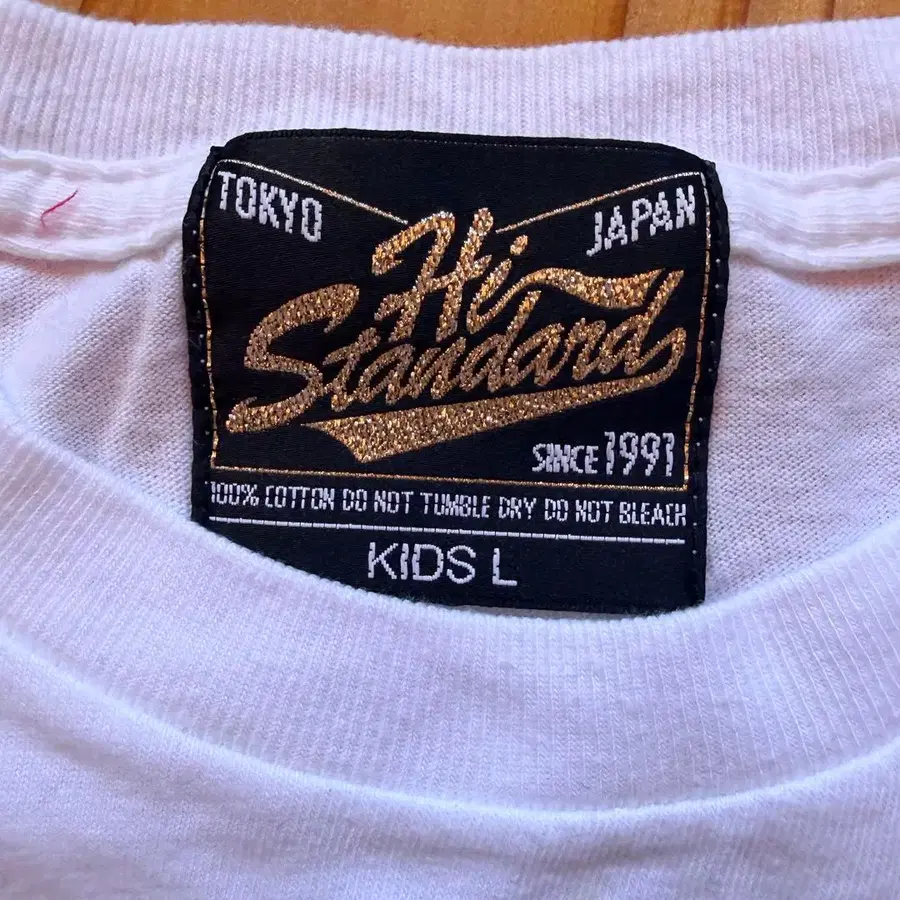 TOKYO
JAPAN
Hi
Standard
SINCE 1991
100% COTTON DO NOT TUMBLE DRY DO NOT BLEACH
KIDS L